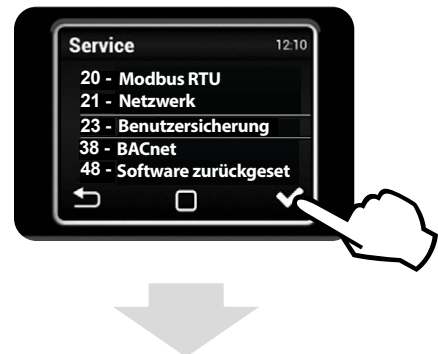 Service 12:10
20 - Modbus RTU
21 - Netzwerk
23 - Benutzersicherung
38 - BACnet
48 - Software zurückgeset